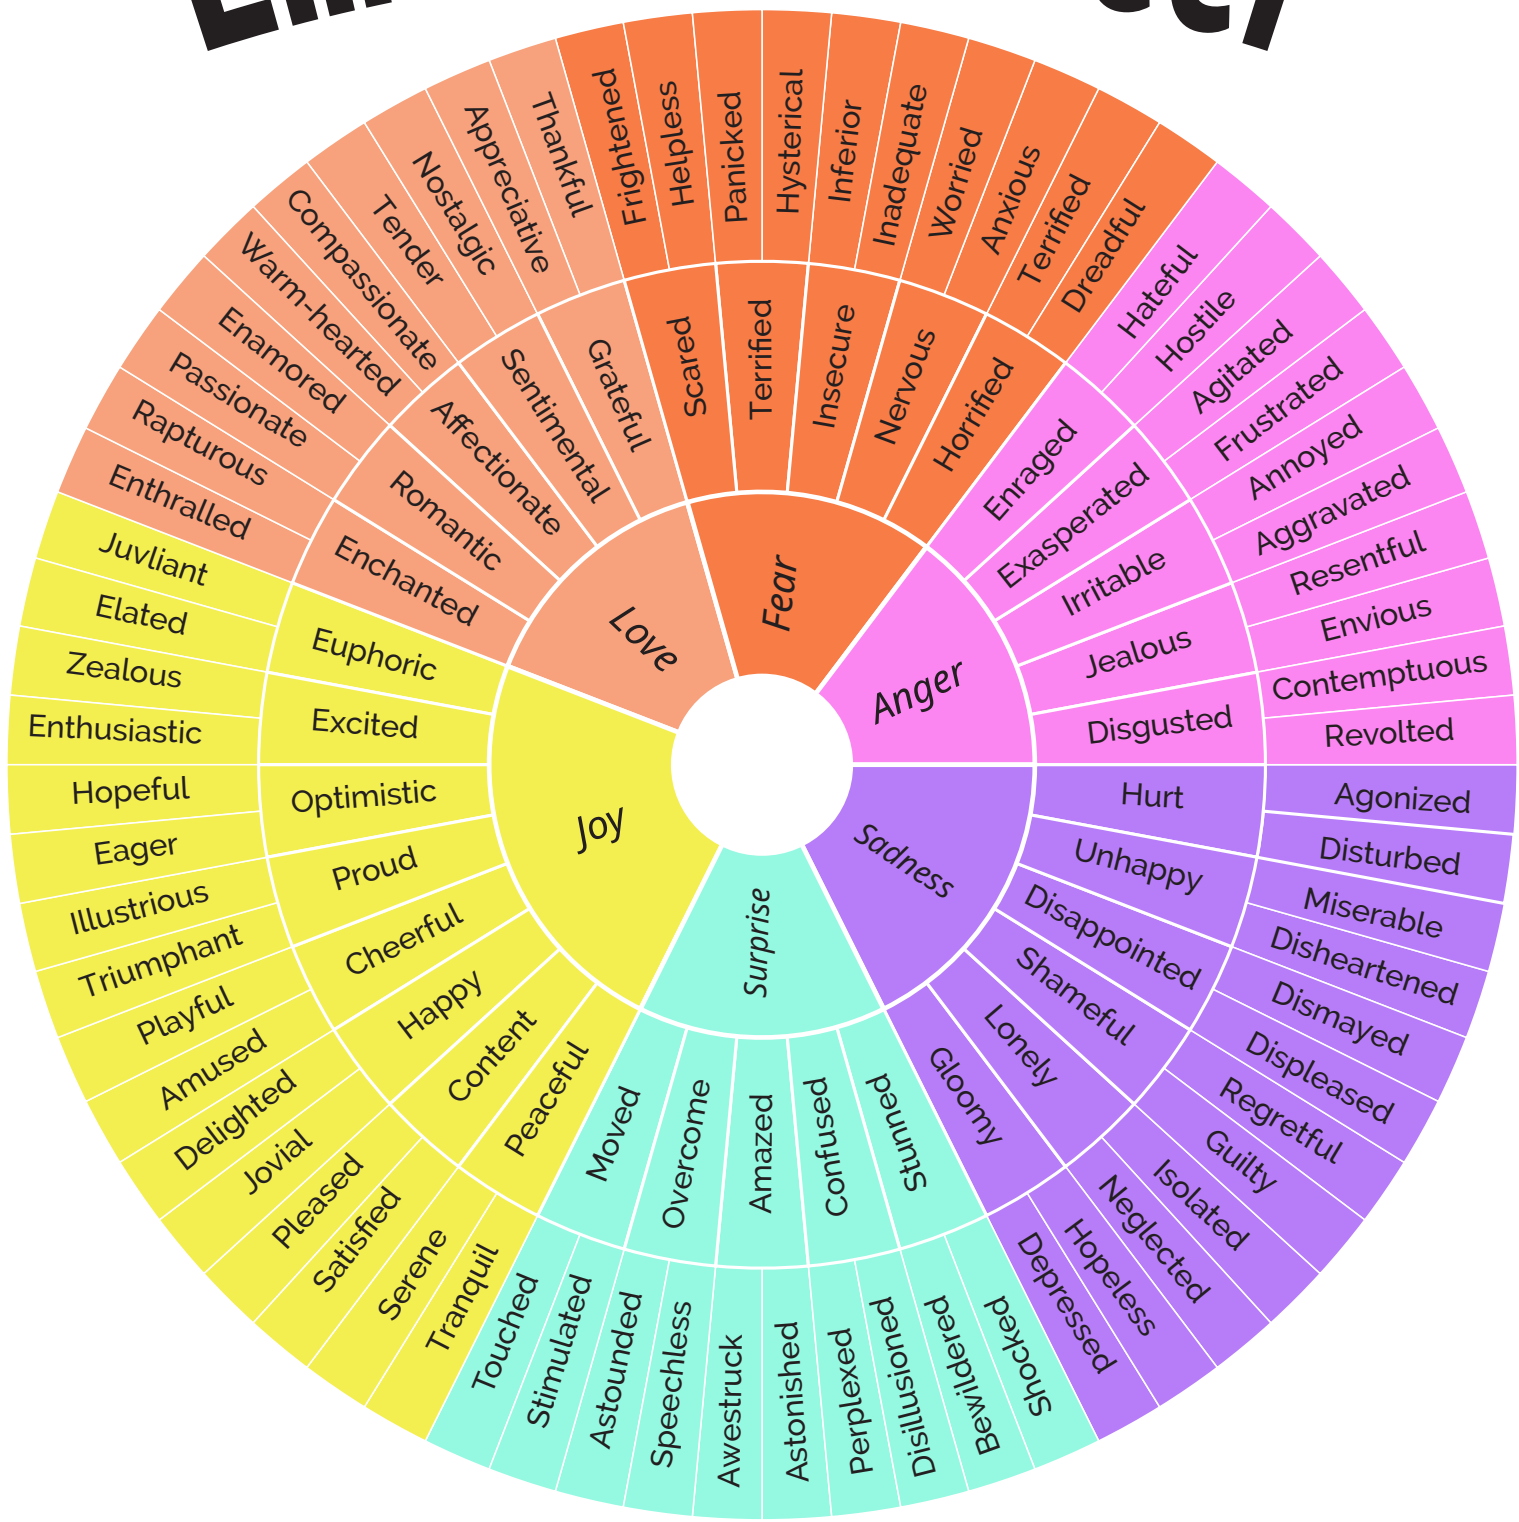 Love
Fear
Anger
Sadness
Surprise
Joy
Enchanted
Romantic
Affectionate
Sentimental
Grateful
Scared
Terrified
Insecure
Nervous
Horrified
Enraged
Exasperated
Irritable
Jealous
Disgusted
Hurt
Unhappy
Disappointed
Shameful
Lonely
Gloomy
Stunned
Confused
Amazed
Overcome
Moved
Peaceful
Content
Happy
Cheerful
Proud
Optimistic
Excited
Euphoric
Enthralled
Rapturous
Passionate
Enamored
Warm-hearted
Compassionate
Tender
Nostalgic
Appreciative
Thankful
Frightened
Helpless
Panicked
Hysterical
Inferior
Inadequate
Worried
Anxious
Terrified
Dreadful
Hateful
Hostile
Agitated
Frustrated
Annoyed
Aggravated
Resentful
Envious
Contemptuous
Revolted
Agonized
Disturbed
Miserable
Disheartened
Dismayed
Displeased
Regretful
Guilty
Isolated
Neglected
Hopeless
Depressed
Shocked
Bewildered
Disillusioned
Perplexed
Astonished
Awestruck
Speechless
Astounded
Stimulated
Touched
Tranquil
Serene
Satisfied
Pleased
Jovial
Delighted
Amused
Playful
Triumphant
Illustrious
Eager
Hopeful
Enthusiastic
Zealous
Elated
Juvliant